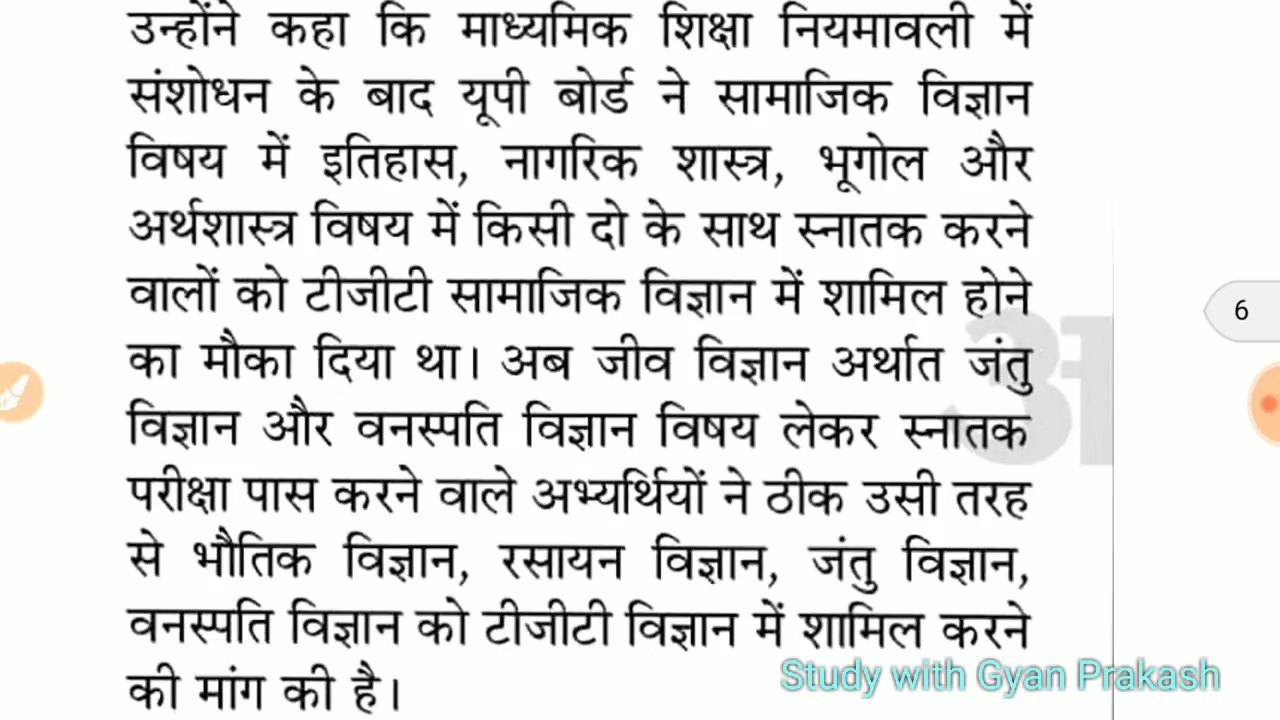 उन्होंने कहा कि माध्यमिक शिक्षा नियमावली में
संशोधन के बाद यूपी बोर्ड ने सामाजिक विज्ञान
विषय में इतिहास, नागरिक शास्त्र, भूगोल और
अर्थशास्त्र विषय में किसी दो के साथ स्नातक करने
वालों को टीजीटी सामाजिक विज्ञान में शामिल होने
का मौका दिया था। अब जीव विज्ञान अर्थात जंतु
विज्ञान और वनस्पति विज्ञान विषय लेकर स्नातक
परीक्षा पास करने वाले अभ्यर्थियों ने ठीक उसी तरह
से भौतिक विज्ञान, रसायन विज्ञान, जंतु विज्ञान,
वनस्पति विज्ञान को टीजीटी विज्ञान में शामिल करने
की मांग की है।
6
Study with Gyan Prakash